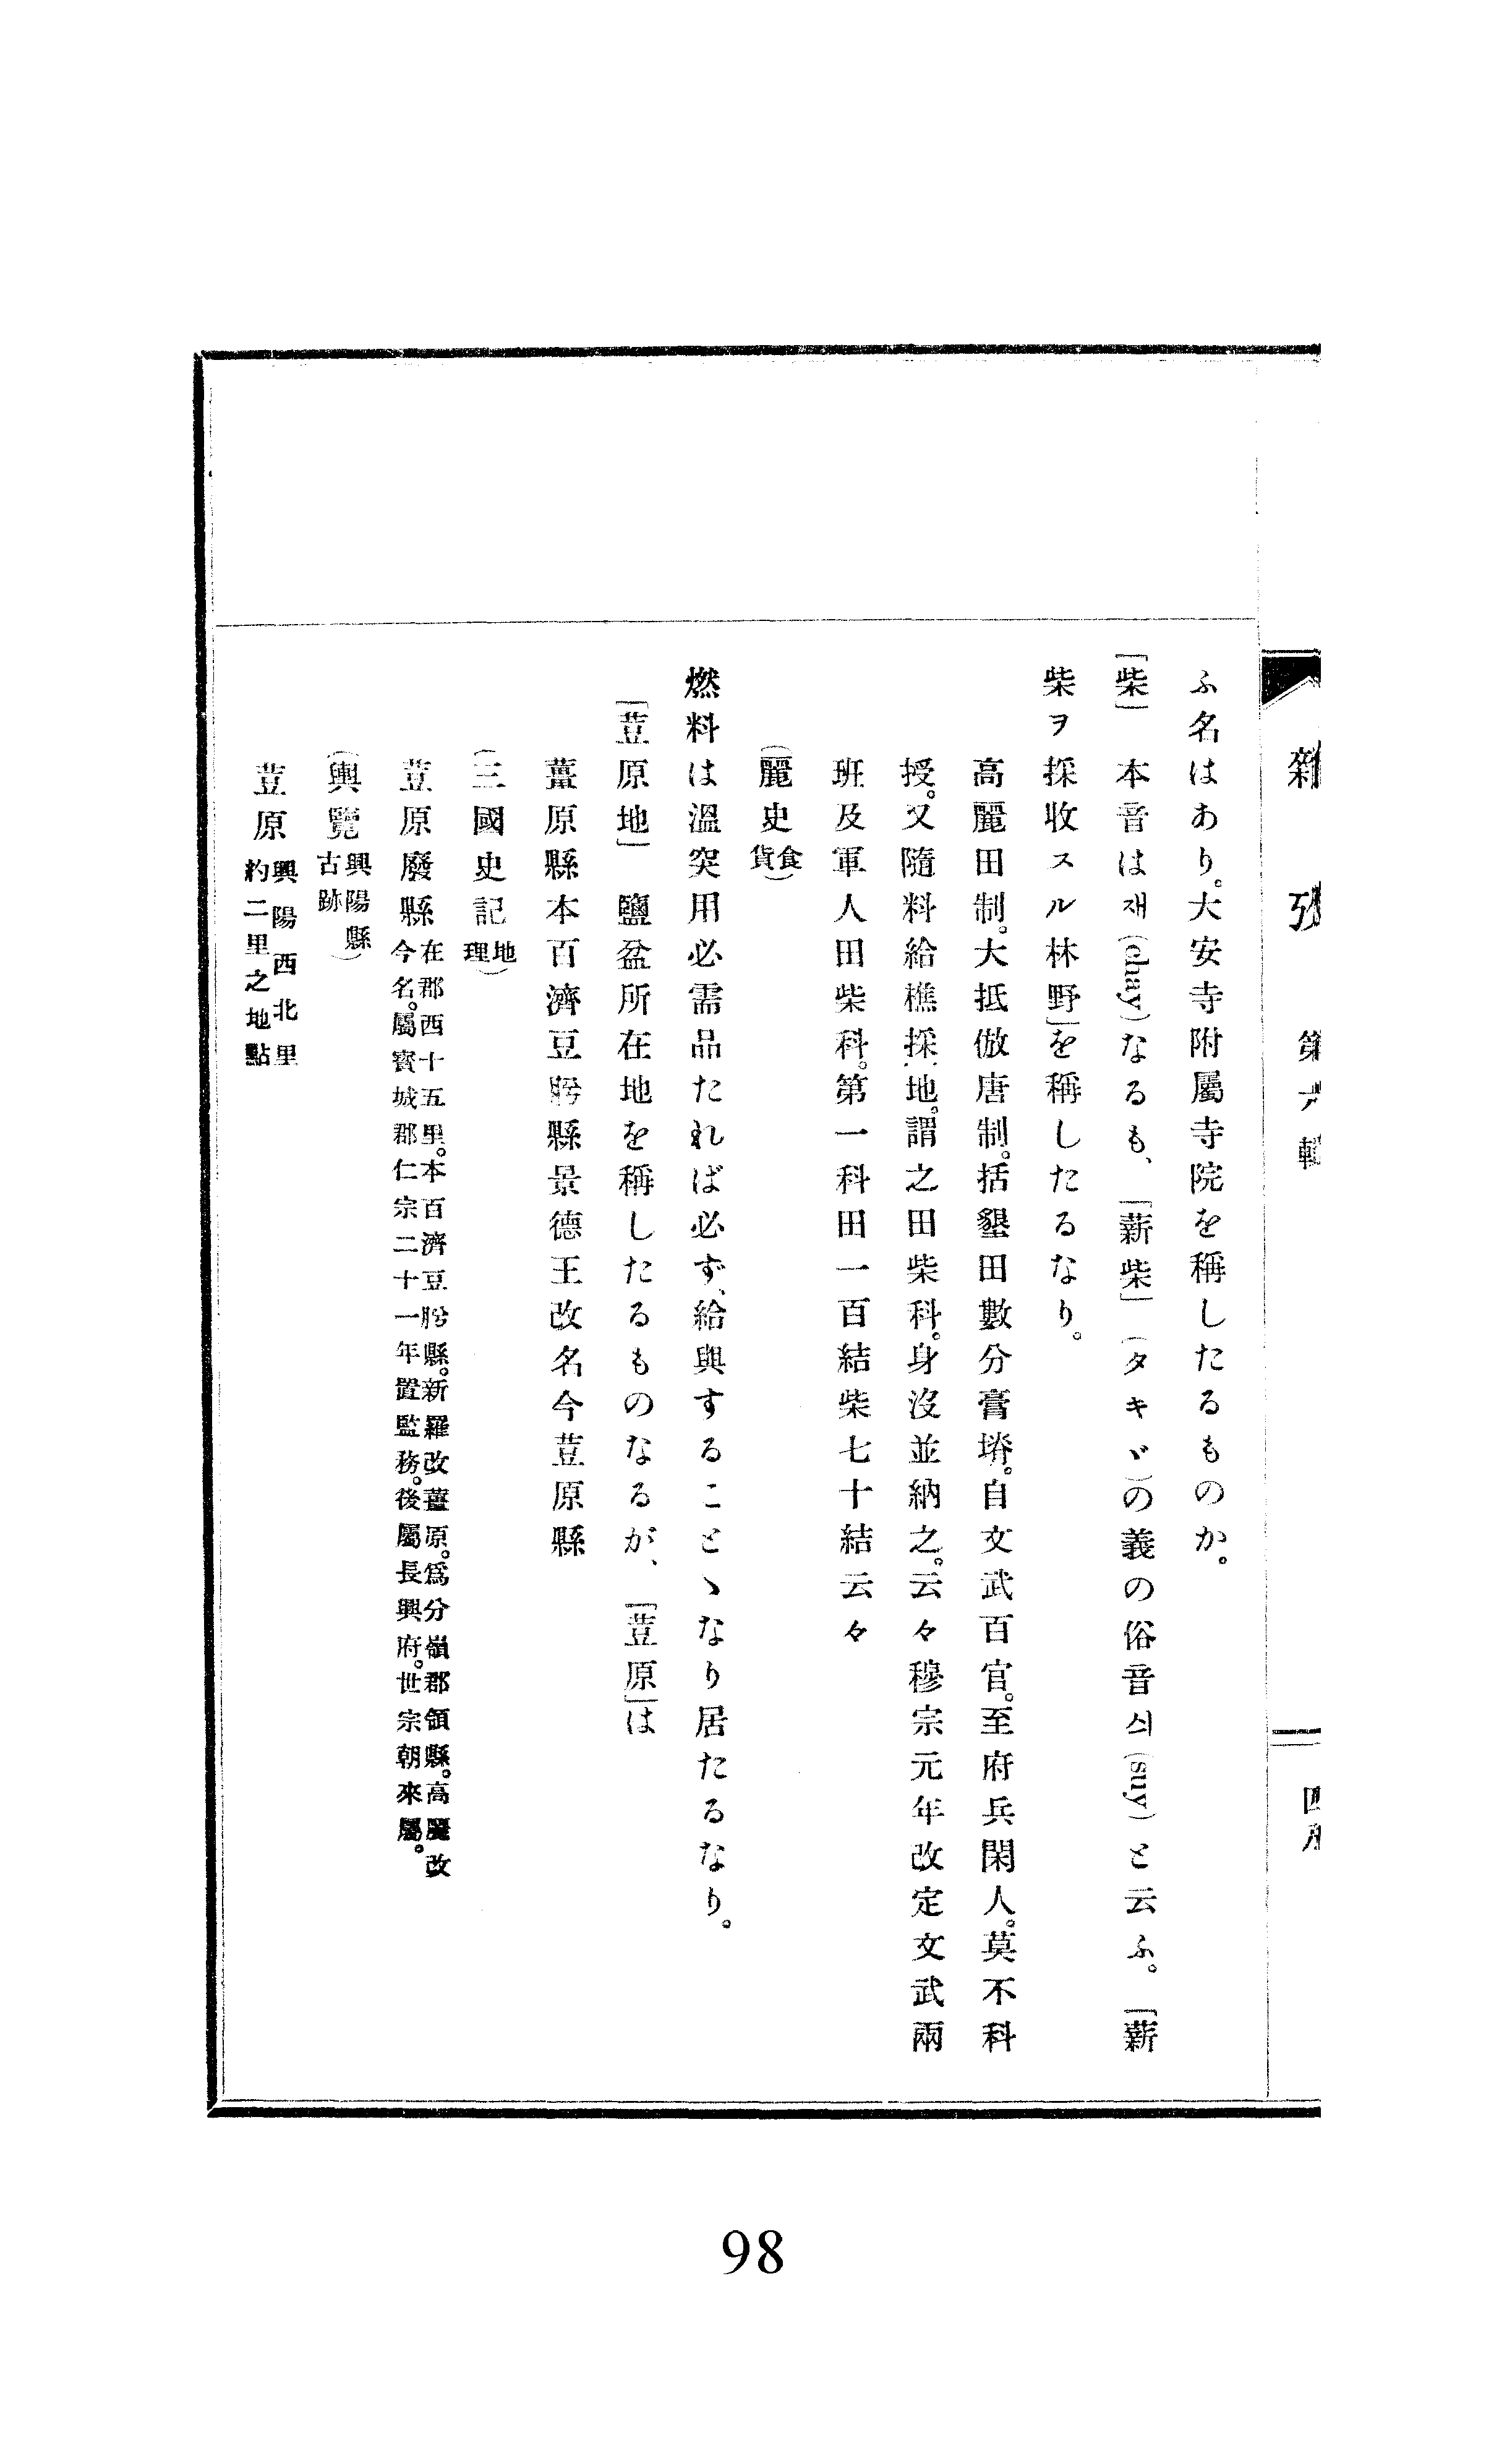 雜攷 第六輯
ふ名はあり。大安寺附屬寺院を稱したるものか。
「柴」 本音は재(chay)なるも、「薪柴」(タキヾ)の義の俗音싀(suy)と云ふ。「薪
柴ヲ採收スル林野」を稱したるなり。
高麗田制。大抵倣唐制。括墾田數分膏塉。自文武百官。至府兵閑人。莫不科
授。又隨科給樵採地。謂之田柴科。身沒並納之。云々穆宗元年改定文武兩
班及軍人田柴科。第一科田一百結柴七十結云々
(麗史食貨)
燃料は溫突用必需品たれば必ず、給與することゝなり居たるなり。
「荳原地」 鹽盆所在地を稱したるものなるが、「荳原」は
薑原縣本百濟豆肹縣景德王改名今荳原縣
(三國史記地理)
荳原廢縣在郡西十五里。本百濟豆肹縣。新羅改薑原。爲分嶺郡領縣。高麗改
今名。屬寶城郡仁宗二十一年置監務。後屬長興府。世宗朝來屬。
(輿覽興陽縣古跡)
荳原興陽西北里
約二里之地點
98